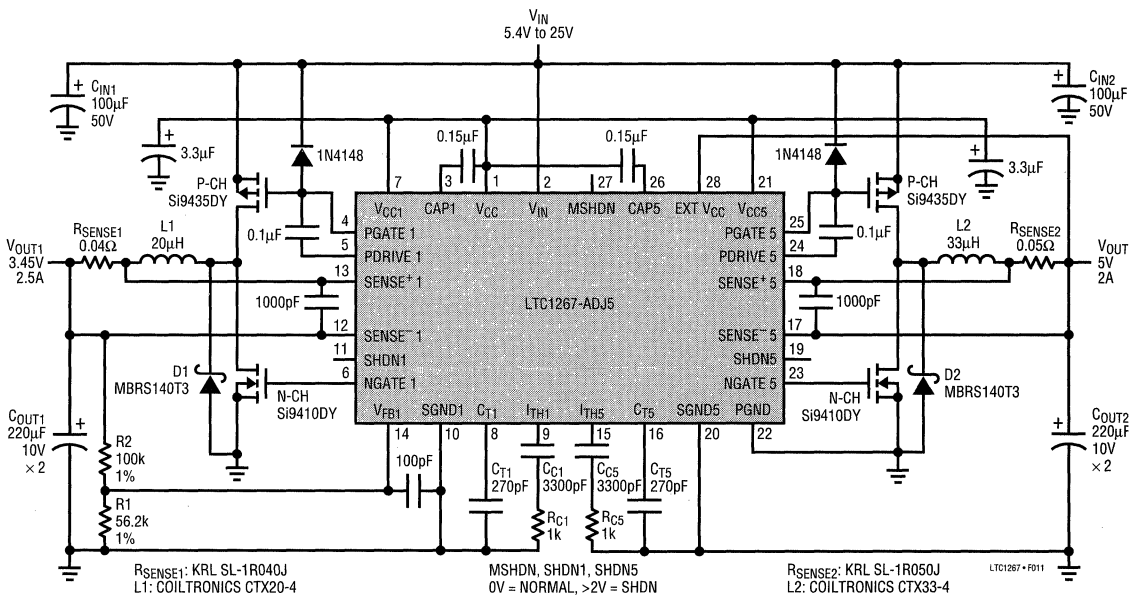 VIN
5.4V to 25V
CIN1
100µF
50V
+
CIN2
100µF
50V
+
3.3µF
+
1N4148
0.15µF
0.15µF
1N4148
3.3µF
+
P-CH
Si9435DY
P-CH
Si9435DY
7
3
1
2
27
26
28
21
VCC1
CAP1
VCC
VIN
MSHDN
CAP5
EXT VCC
VCC5
4
PGATE 1
PGATE 5
25
0.1µF
0.1µF
5
PDRIVE 1
PDRIVE 5
24
VOUT1
3.45V
2.5A
RSENSE1
0.04Ω
L1
20µH
L2
33µH
RSENSE2
0.05Ω
VOUT
5V
2A
13
SENSE+ 1
SENSE+ 5
18
1000pF
LTC1267-ADJ5
1000pF
12
SENSE− 1
SENSE− 5
17
11
SHDN1
SHDN5
19
6
NGATE 1
NGATE 5
23
D1
MBRS140T3
N-CH
Si9410DY
N-CH
Si9410DY
D2
MBRS140T3
VFB1
SGND1
CT1
ITH1
ITH5
CT5
SGND5
PGND
14
10
8
9
15
16
20
22
COUT1
220µF
10V
× 2
+
R2
100k
1%
100pF
CT1
270pF
CC1
3300pF
CC5
3300pF
CT5
270pF
COUT2
220µF
10V
× 2
+
R1
56.2k
1%
RC1
1k
RC5
1k
RSENSE1: KRL SL-1R040J
L1: COILTRONICS CTX20-4
MSHDN, SHDN1, SHDN5
0V = NORMAL, >2V = SHDN
RSENSE2: KRL SL-1R050J
L2: COILTRONICS CTX33-4
LTC1267 • F011